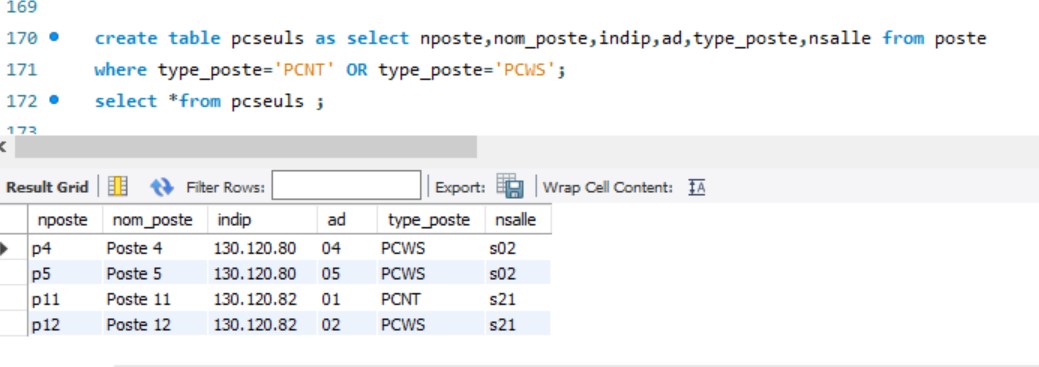 169
170 create table pcseuls as select nposte,nom_poste,indip,ad,type_poste,nsalle from poste
171 where type_poste='PCNT' OR type_poste='PCWS';
172 select *from pcseuls ;
173
Result Grid Filter Rows: Export: Wrap Cell Content: IA
nposte nom_poste indip ad type_poste nsalle
p4 Poste 4 130.120.80 04 PCWS s02
p5 Poste 5 130.120.80 05 PCWS s02
p11 Poste 11 130.120.82 01 PCNT s21
p12 Poste 12 130.120.82 02 PCWS s21